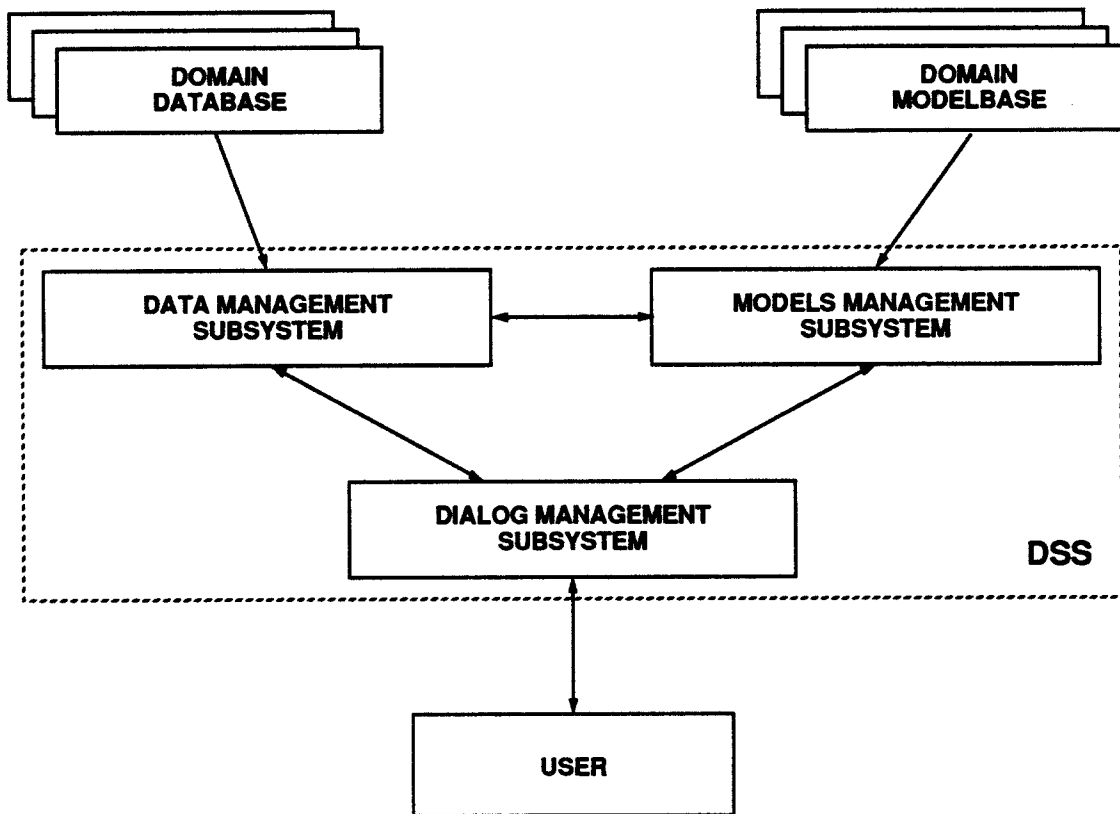 DOMAIN
DATABASE
DOMAIN
MODELBASE
DATA MANAGEMENT
SUBSYSTEM
MODELS MANAGEMENT
SUBSYSTEM
DIALOG MANAGEMENT
SUBSYSTEM
DSS
USER